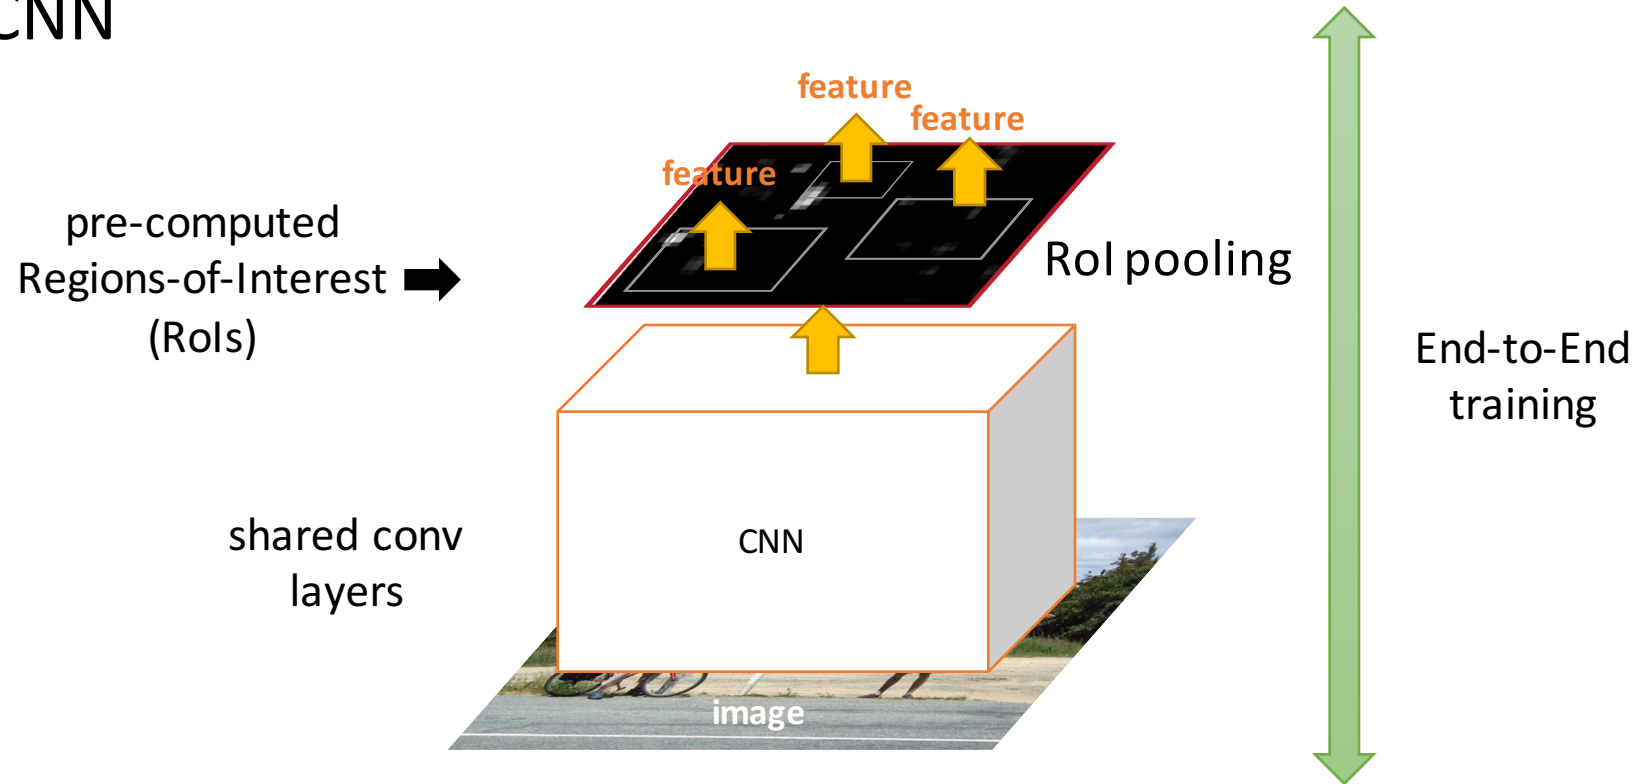 CNN
feature
feature
feature
pre-computed
Regions-of-Interest
(RoIs)
RoI pooling
End-to-End
training
shared conv
layers
CNN
image